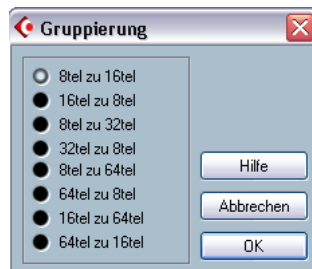 Gruppierung
8tel zu 16tel
16tel zu 8tel
8tel zu 32tel
32tel zu 8tel
8tel zu 64tel
64tel zu 8tel
16tel zu 64tel
64tel zu 16tel
Hilfe
Abbrechen
OK